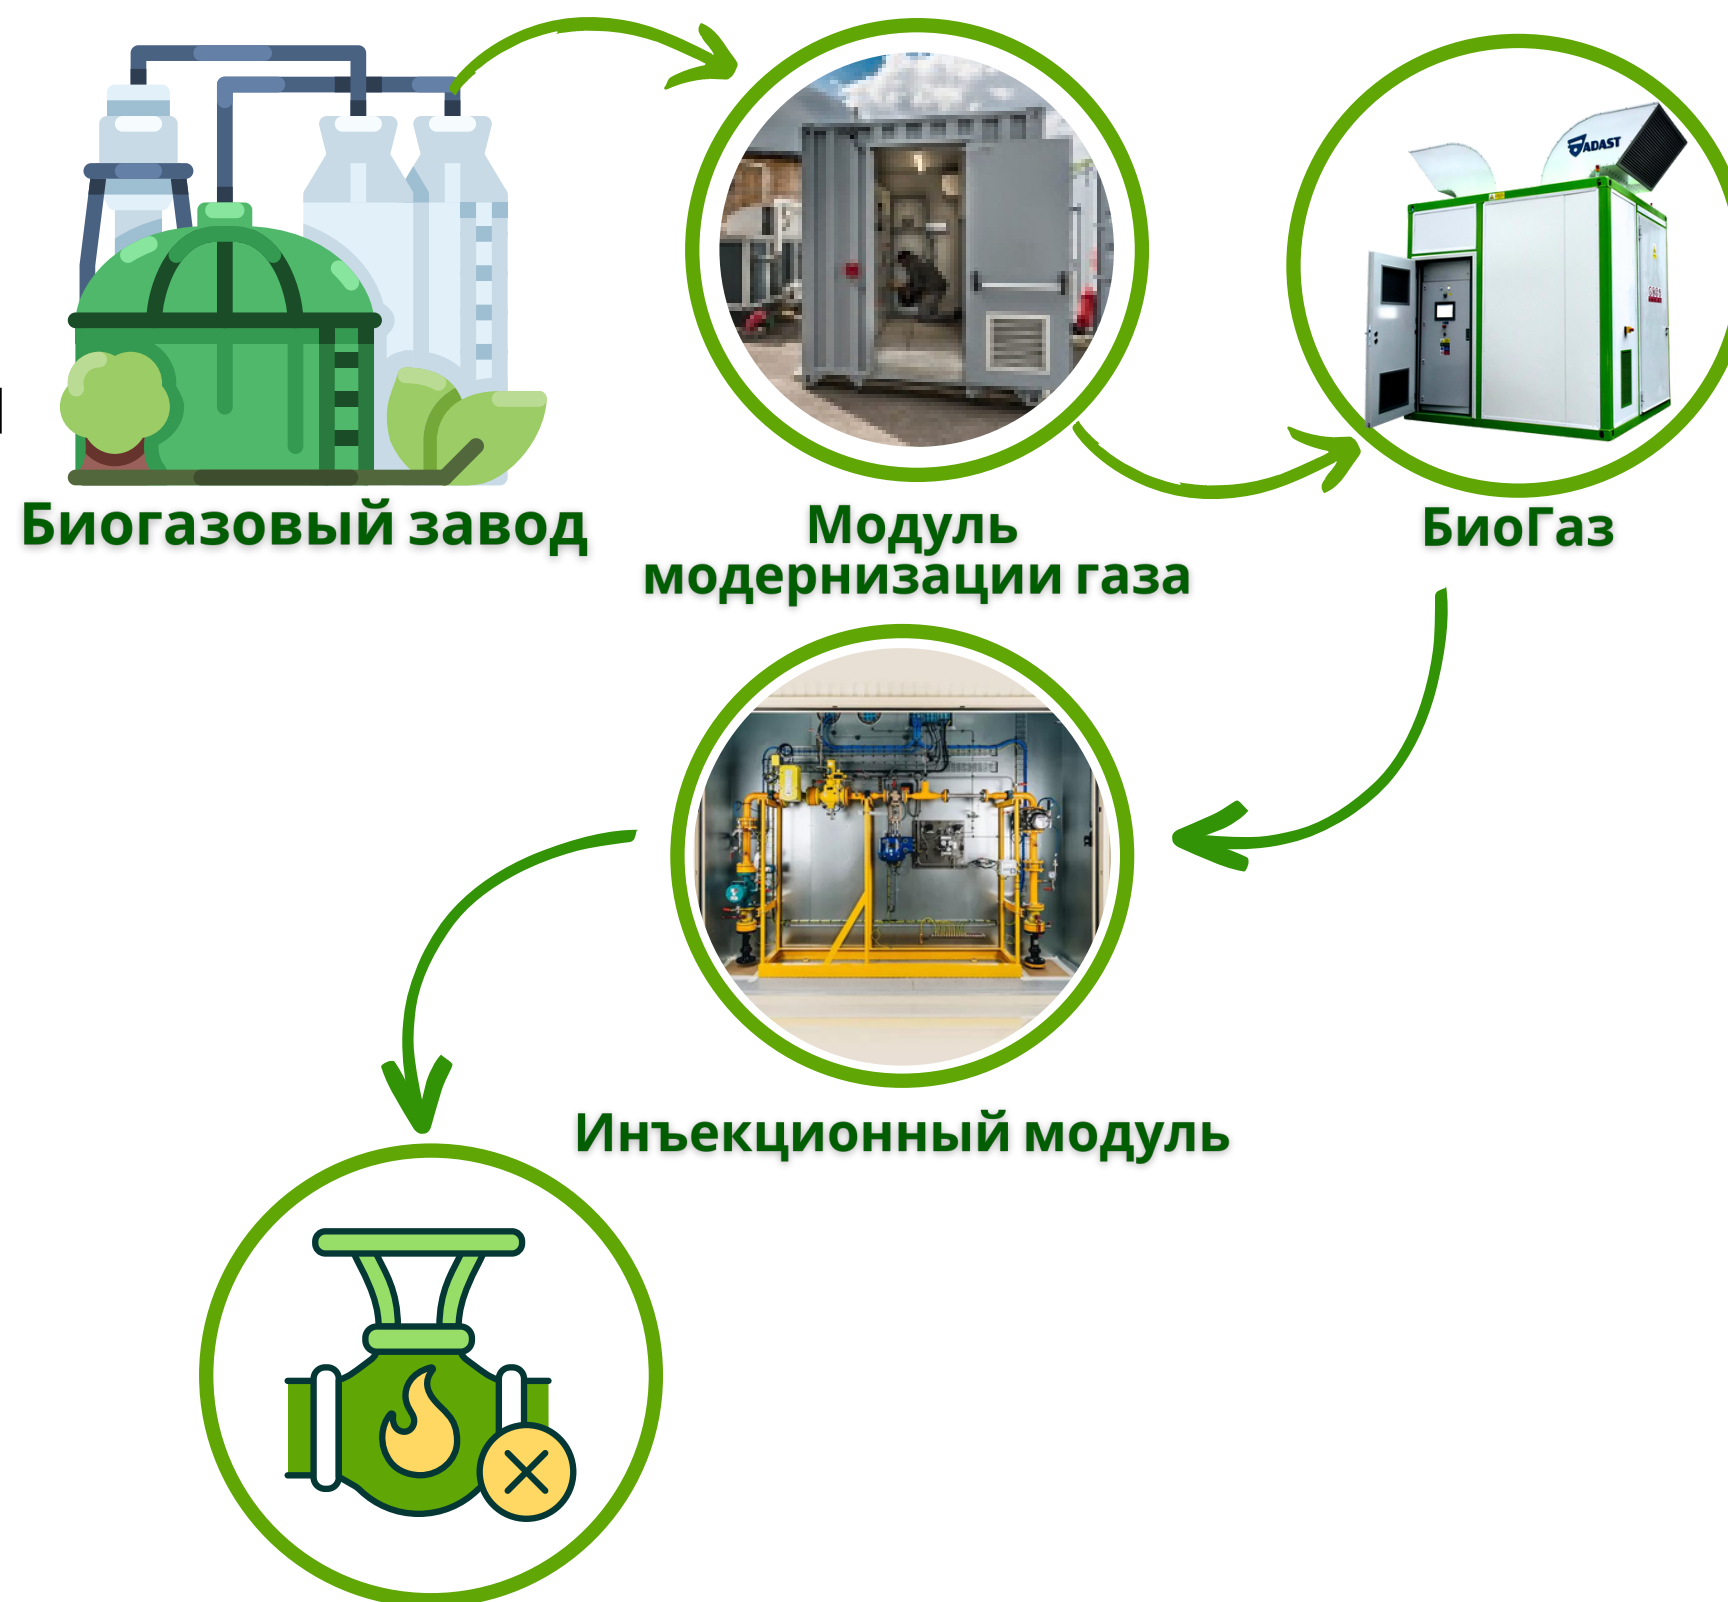 ADAST
Биогазовый завод
Модуль
модернизации газа
БиоГаз
Инъекционный модуль